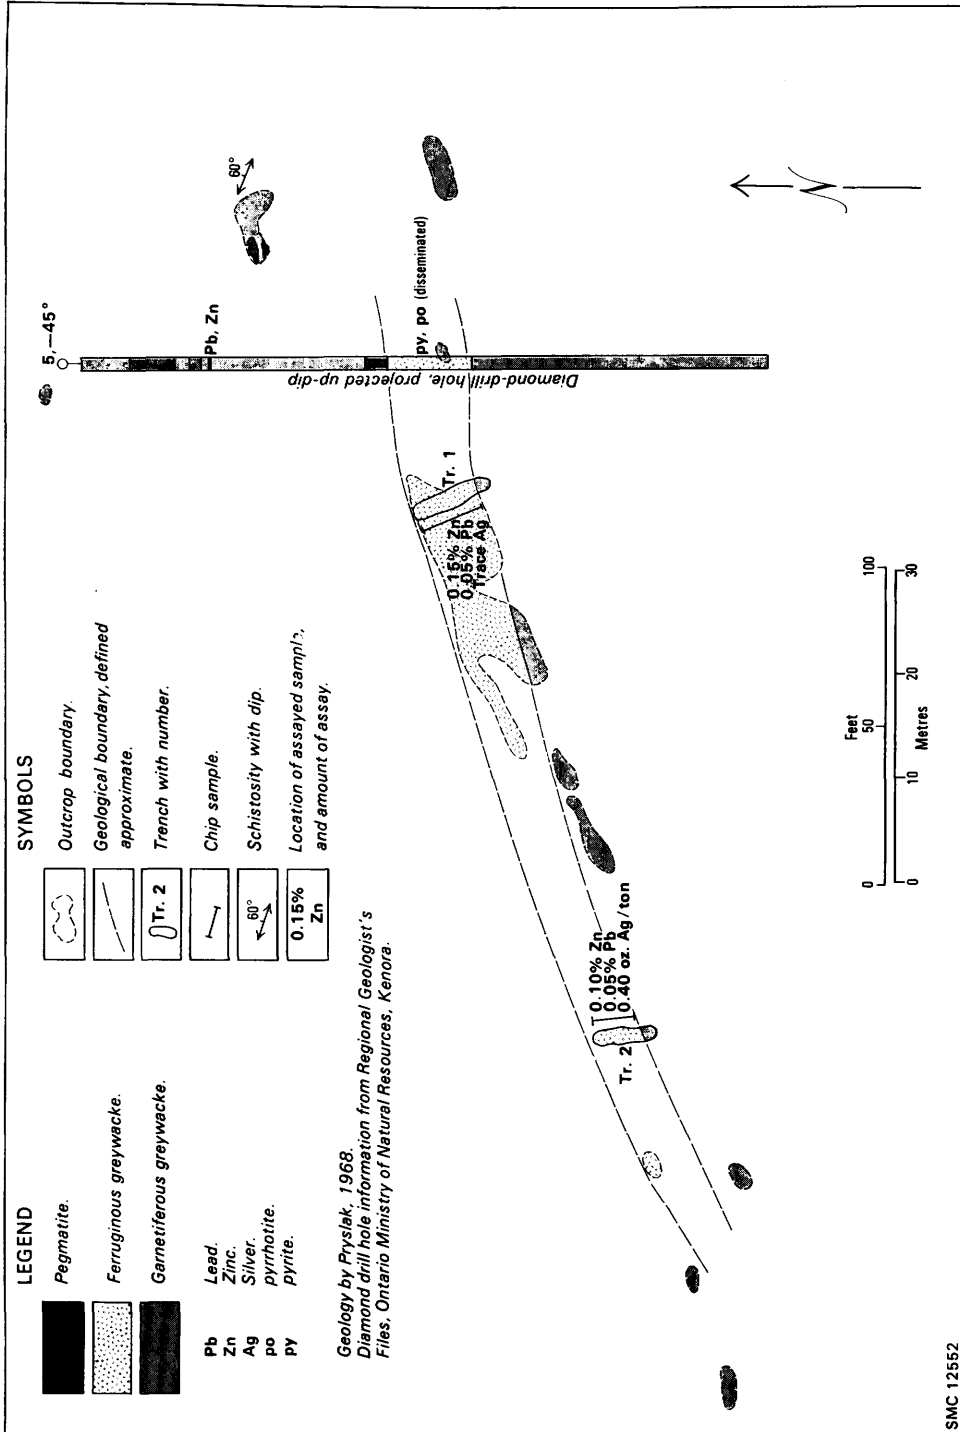 LEGEND
Pegmatite.
Ferruginous greywacke.
Garnetiferous greywacke.
Pb Lead.
Zn Zinc.
Ag Silver.
po pyrrhotite.
py pyrite.
Geology by Pryslak, 1968.
Diamond drill hole information from Regional Geologist's
Files, Ontario Ministry of Natural Resources, Kenora.
SYMBOLS
Outcrop boundary.
Geological boundary, defined
approximate.
Tr. 2
Trench with number.
Chip sample.
60°
Schistosity with dip.
0.15%
Zn
Location of assayed sample,
and amount of assay.
5, —45°
Pb, Zn
60°
py, po (disseminated)
Diamond-drill hole, projected up-dip
Tr. 1
0.15% Zn
0.05% Pb
Trace Ag
0.10% Zn
0.05% Pb
0.40 oz. Ag/ton
Tr. 2
Feet
0 50 100
0 10 20 30
Metres
N
SMC 12552